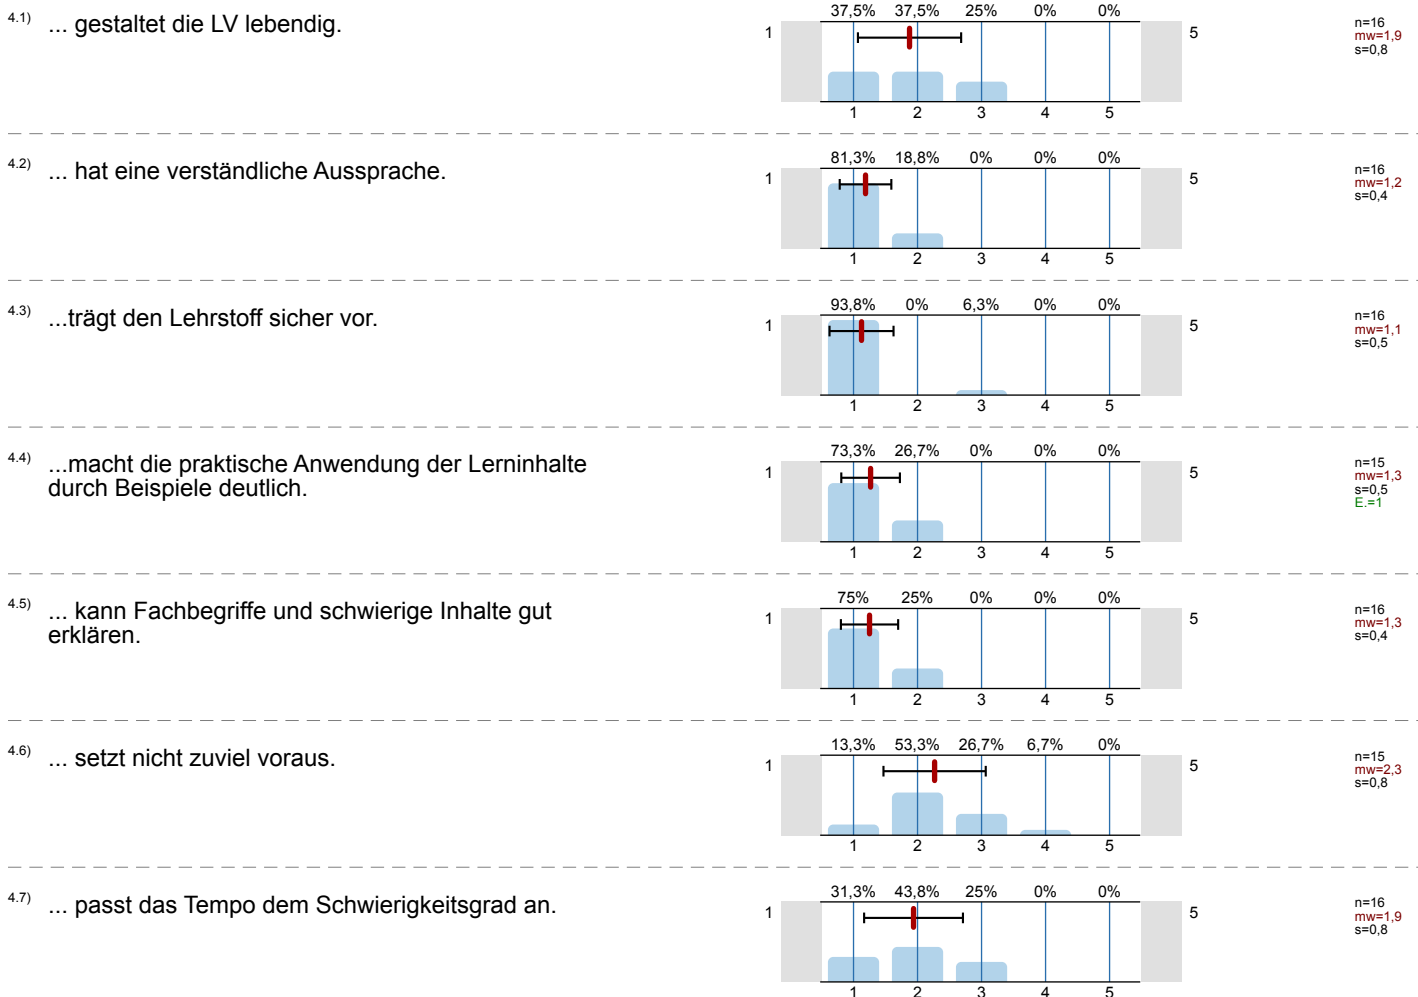 4.1) ... gestaltet die LV lebendig.
37,5% 37,5% 25% 0% 0%
1 5
1 2 3 4 5
n=16
mw=1,9
s=0,8
4.2) ... hat eine verständliche Aussprache.
81,3% 18,8% 0% 0% 0%
1 5
1 2 3 4 5
n=16
mw=1,2
s=0,4
4.3) ...trägt den Lehrstoff sicher vor.
93,8% 0% 6,3% 0% 0%
1 5
1 2 3 4 5
n=16
mw=1,1
s=0,5
4.4) ...macht die praktische Anwendung der Lerninhalte
durch Beispiele deutlich.
73,3% 26,7% 0% 0% 0%
1 5
1 2 3 4 5
n=15
mw=1,3
s=0,5
E.=1
4.5) ... kann Fachbegriffe und schwierige Inhalte gut
erklären.
75% 25% 0% 0% 0%
1 5
1 2 3 4 5
n=16
mw=1,3
s=0,4
4.6) ... setzt nicht zuviel voraus.
13,3% 53,3% 26,7% 6,7% 0%
1 5
1 2 3 4 5
n=15
mw=2,3
s=0,8
4.7) ... passt das Tempo dem Schwierigkeitsgrad an.
31,3% 43,8% 25% 0% 0%
1 5
1 2 3 4 5
n=16
mw=1,9
s=0,8